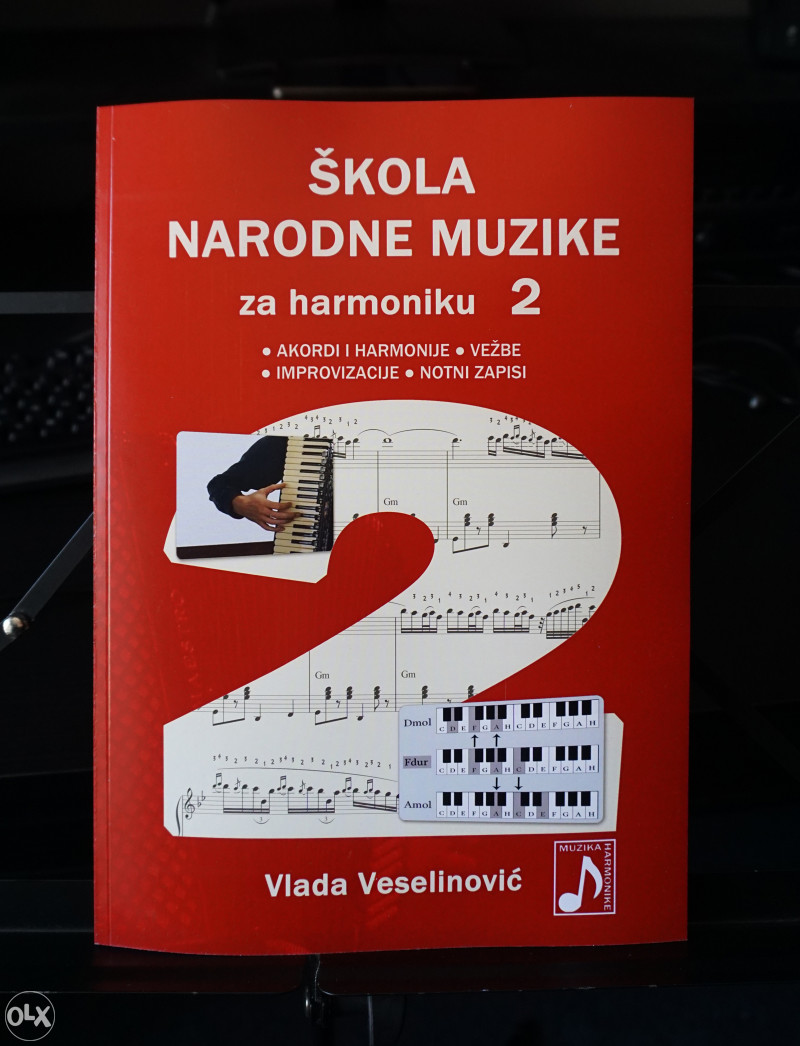 ŠKOLA
NARODNE MUZIKE
za harmoniku 2
● AKORDI I HARMONIJE ● VEŽBE
● IMPROVIZACIJE ● NOTNI ZAPISI
Gm Gm
Gm Gm
Dmol
C D E F G A H C D E F G A H
Fdur
C D E F G A H C D E F G A H
Amol
C D E F G A H C D E F G A H
Vlada Veselinović
MUZIKA
HARMONIKE
OLX